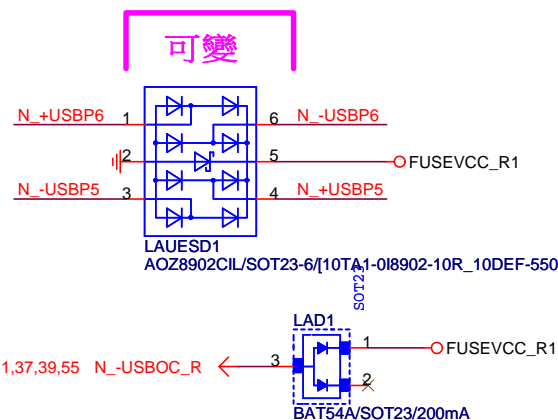 可變
N_+USBP6 1 6 N_-USBP6
2 5 FUSEVCC_R1
N_-USBP5 3 4 N_+USBP5
LAUESD1
AOZ8902CIL/SOT23-6/[10TA1-0I8902-10R_10DEF-550
SOT23
LAD1
1 FUSEVCC_R1
1,37,39,55 N_-USBOC_R 3
2
BAT54A/SOT23/200mA